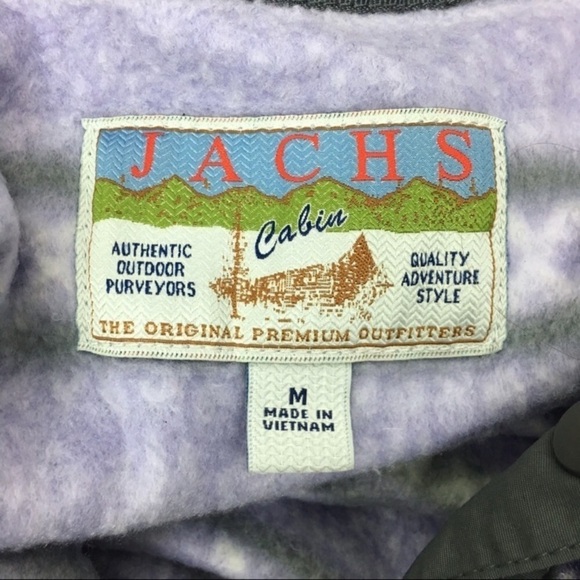 JACHS
Cabin
AUTHENTIC
OUTDOOR
PURVEYORS
QUALITY
ADVENTURE
STYLE
THE ORIGINAL PREMIUM OUTFITTERS
M
MADE IN
VIETNAM